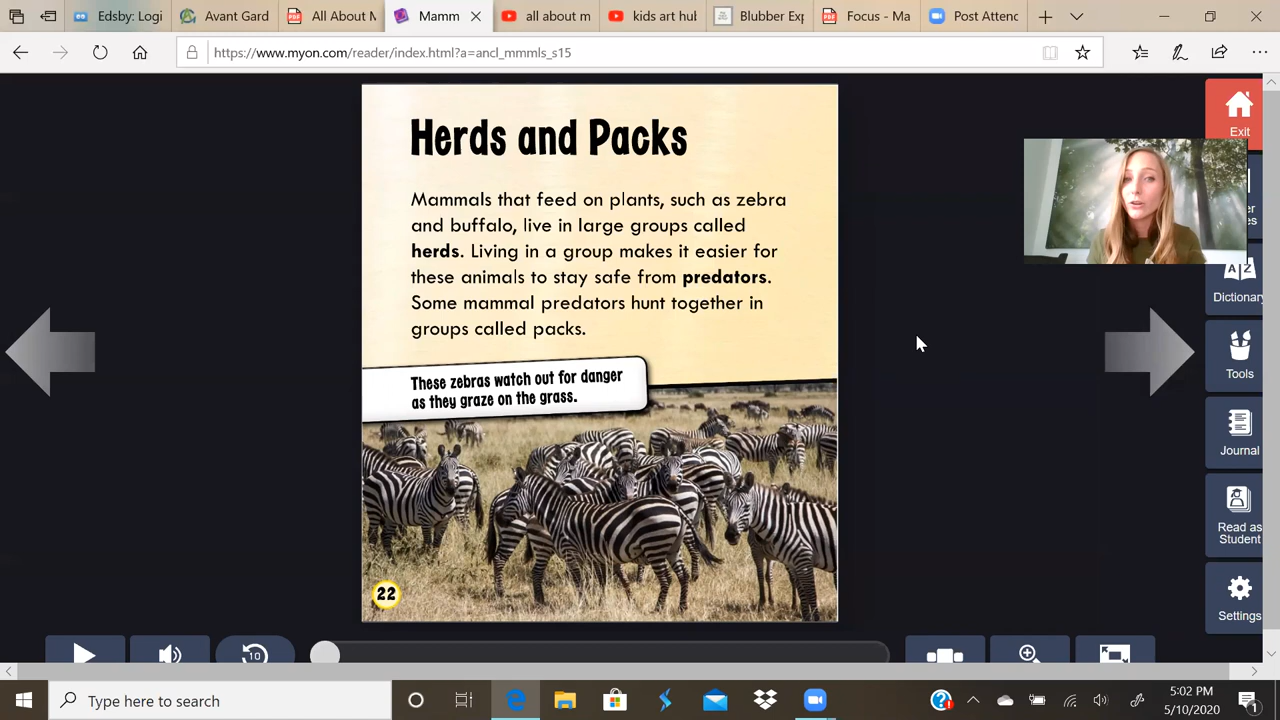 Edsby: Logi
Avant Gard
All About M
Mamm
all about m
kids art hu
Blubber Exp
Focus - Ma
Post Attenc
https://www.myon.com/reader/index.html?a=ancl_mmmls_s15
Herds and Packs
Mammals that feed on plants, such as zebra
and buffalo, live in large groups called
herds. Living in a group makes it easier for
these animals to stay safe from predators.
Some mammal predators hunt together in
groups called packs.
These zebras watch out for danger
as they graze on the grass.
22
Exit
Dictionary
Tools
Journal
Read as
Student
Settings
10
Type here to search
5:02 PM
5/10/2020